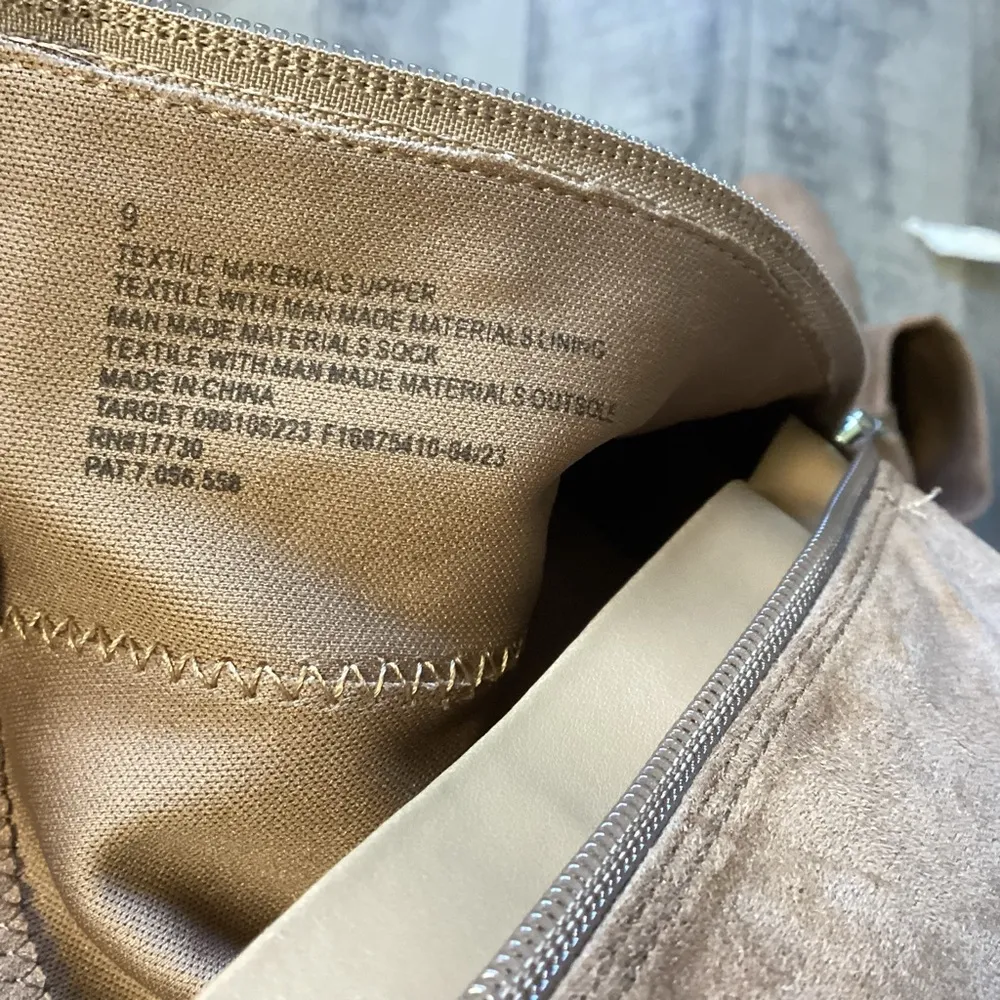 9
TEXTILE MATERIALS UPPER
TEXTILE WITH MAN MADE MATERIALS LINING
MAN MADE MATERIALS SOCK
TEXTILE WITH MAN MADE MATERIALS OUTSOLE
MADE IN CHINA
TARGET 095105223 F16675410-04/23
RN#17730
PAT.7,056,558